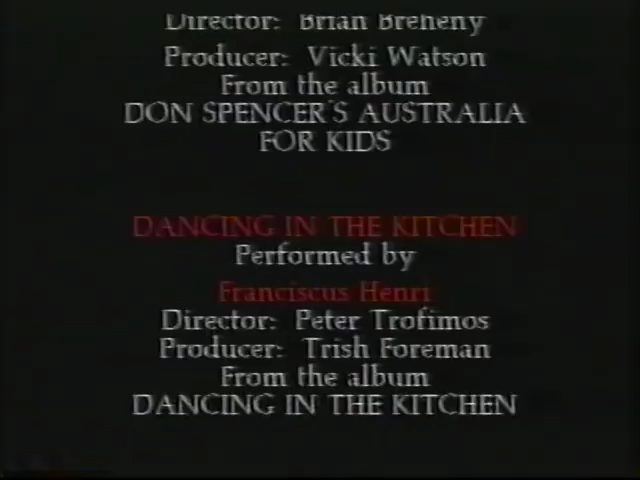 Director: Brian Breheny
Producer: Vicki Watson
From the album
DON SPENCER'S AUSTRALIA
FOR KIDS
DANCING IN THE KITCHEN
Performed by
Franciscus Henri
Director: Peter Trofimos
Producer: Trish Foreman
From the album
DANCING IN THE KITCHEN